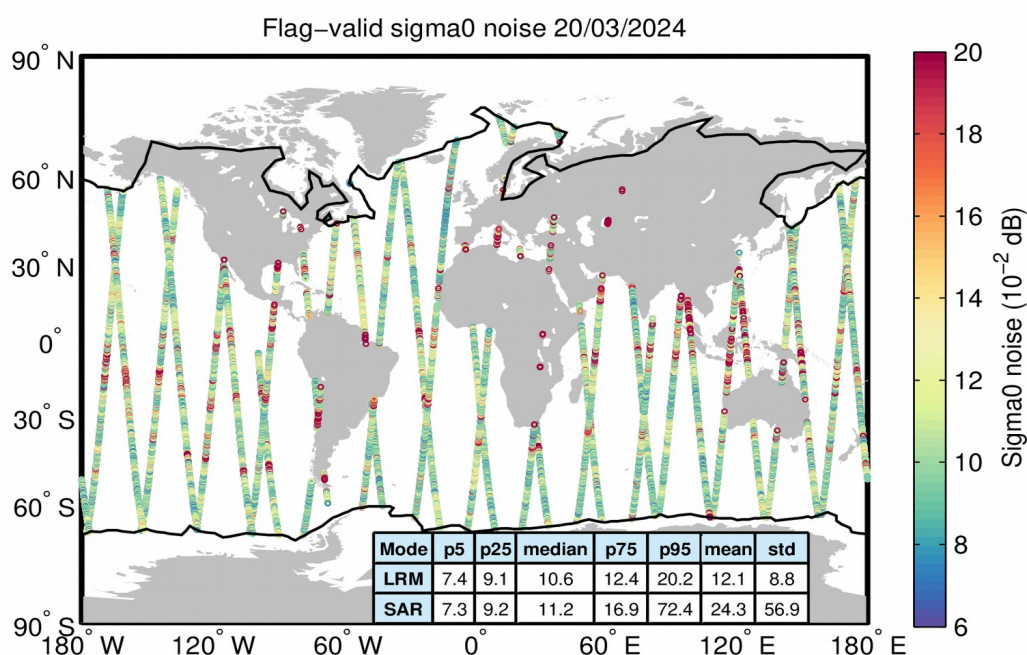 Flag−valid sigma0 noise 20/03/2024
90° N
60° N
30° N
0°
30° S
60° S
90° S
180° W
120° W
60° W
0°
60° E
120° E
180° E
Mode p5 p25 median p75 p95 mean std
LRM 7.4 9.1 10.6 12.4 20.2 12.1 8.8
SAR 7.3 9.2 11.2 16.9 72.4 24.3 56.9
20
18
16
14
12
10
8
6
Sigma0 noise (10⁻² dB)